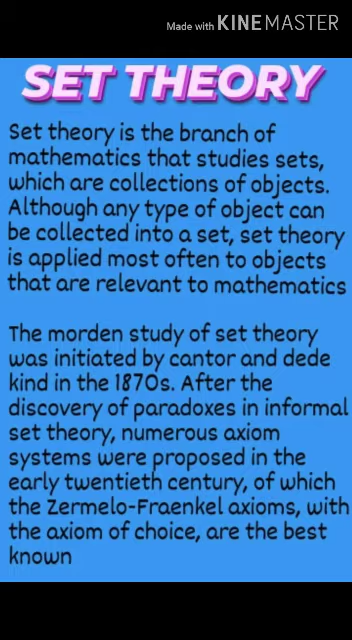 Made with KINEMASTER
SET THEORY
Set theory is the branch of
mathematics that studies sets,
which are collections of objects.
Although any type of object can
be collected into a set, set theory
is applied most often to objects
that are relevant to mathematics
The morden study of set theory
was initiated by cantor and dede
kind in the 1870s. After the
discovery of paradoxes in informal
set theory, numerous axiom
systems were proposed in the
early twentieth century, of which
the Zermelo-Fraenkel axioms, with
the axiom of choice, are the best
known